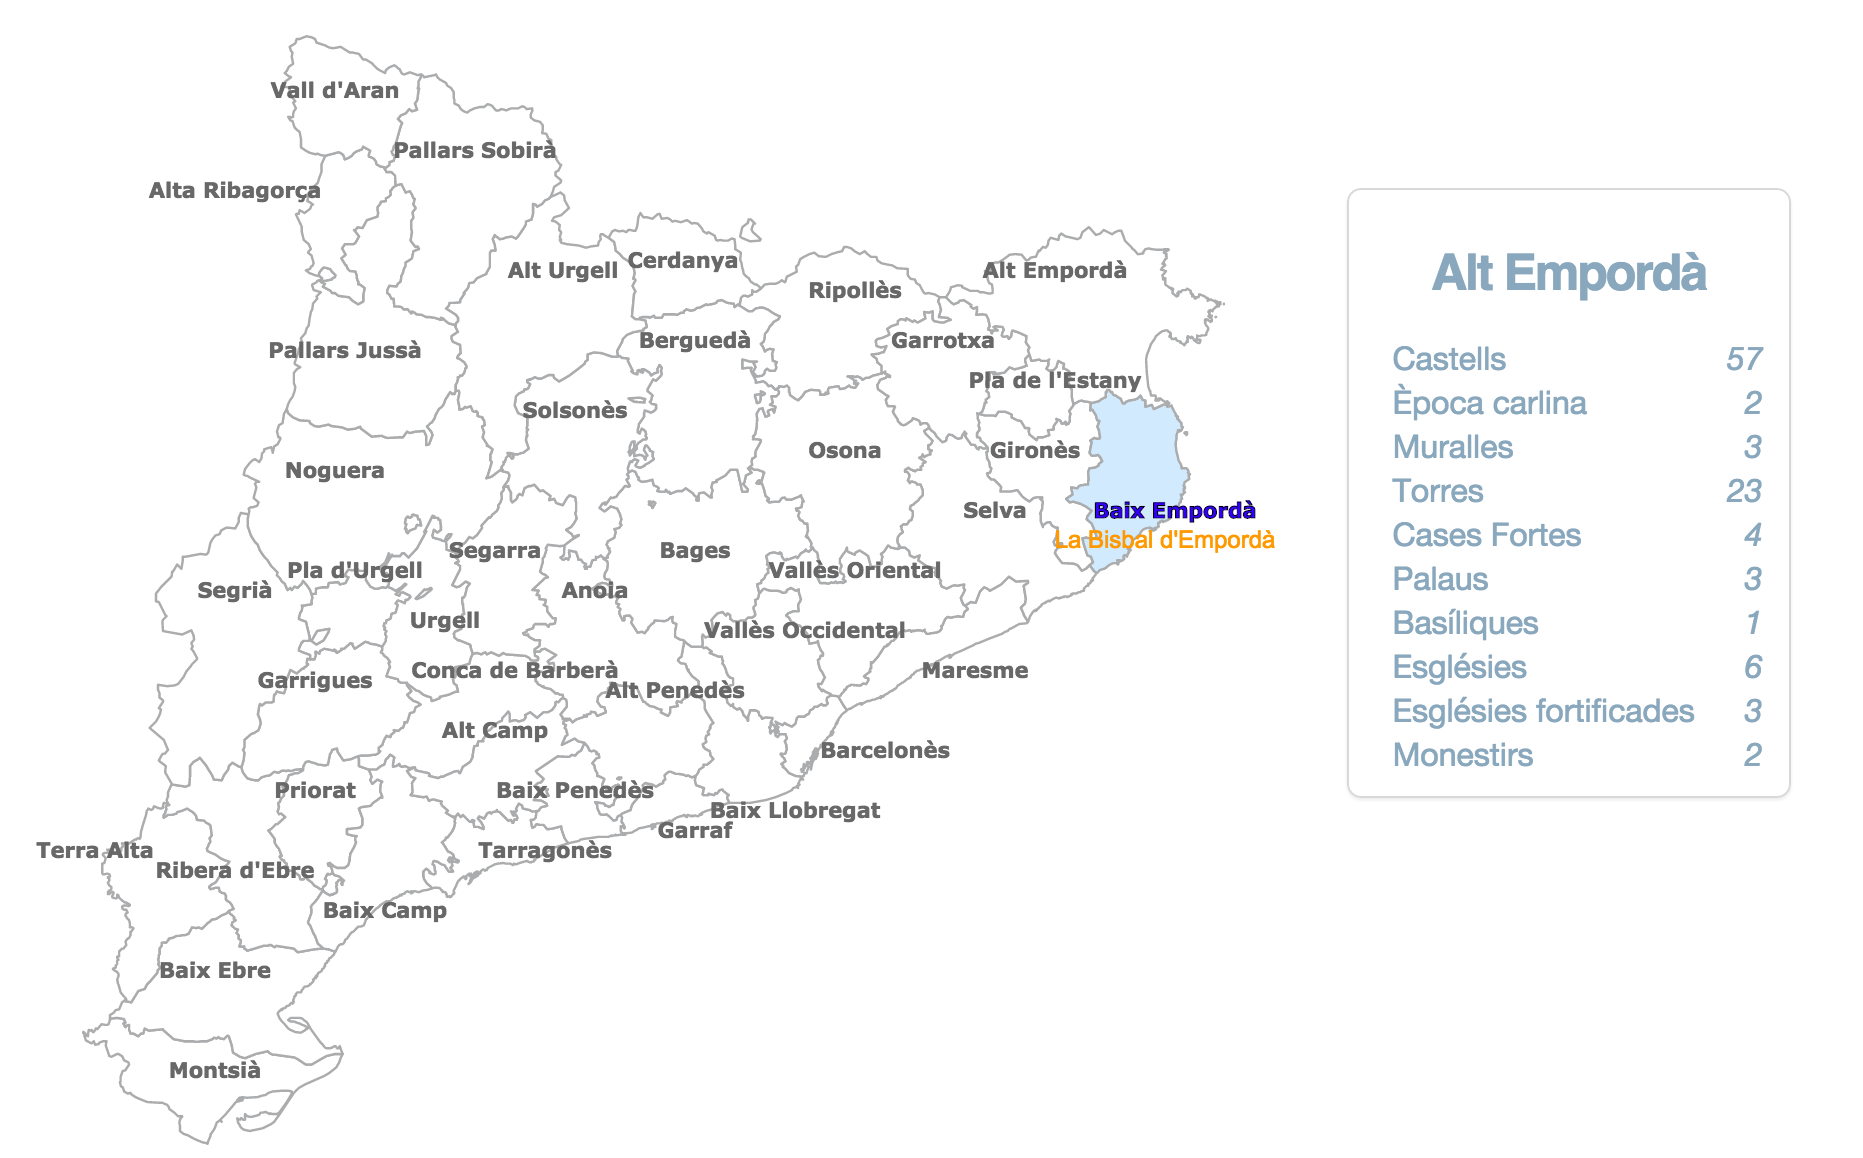 Vall d'Aran
Pallars Sobirà
Alta Ribagorça
Alt Urgell
Cerdanya
Ripollès
Alt Empordà
Pallars Jussà
Berguedà
Garrotxa
Pla de l'Estany
Solsonès
Noguera
Osona
Gironès
Selva
Baix Empordà
La Bisbal d'Empordà
Segarra
Bages
Vallès Oriental
Pla d'Urgell
Segrià
Anoia
Urgell
Vallès Occidental
Conca de Barberà
Maresme
Garrigues
Alt Penedès
Alt Camp
Barcelonès
Priorat
Baix Penedès
Baix Llobregat
Garraf
Terra Alta
Tarragonès
Ribera d'Ebre
Baix Camp
Baix Ebre
Montsià
Alt Empordà
Castells 57
Època carlina 2
Muralles 3
Torres 23
Cases Fortes 4
Palaus 3
Basíliques 1
Esglésies 6
Esglésies fortificades 3
Monestirs 2